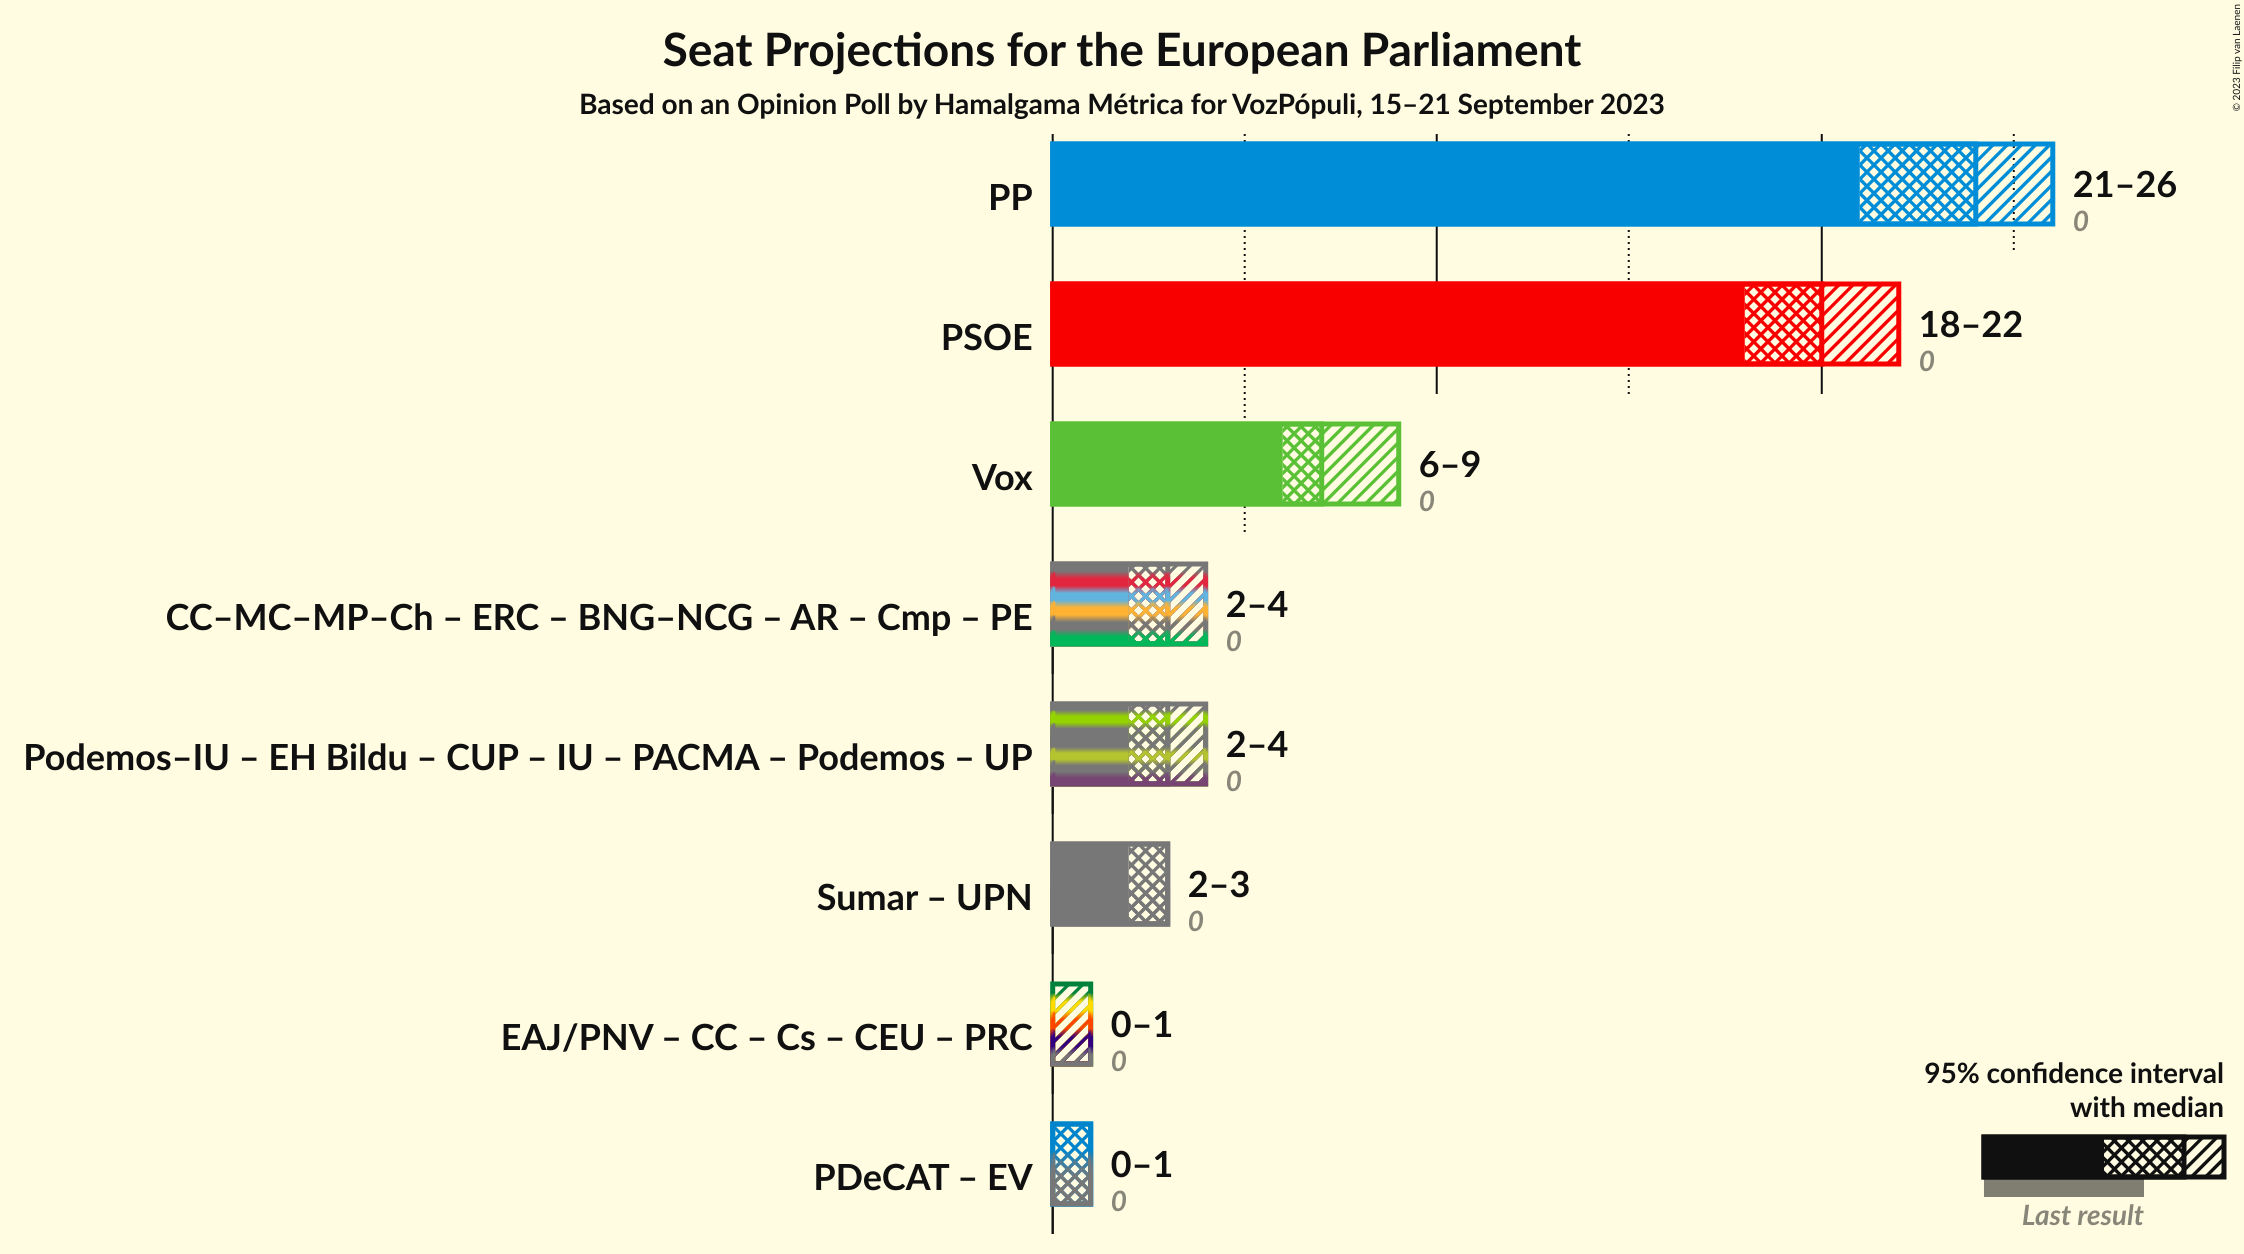 Seat Projections for the European Parliament
Based on an Opinion Poll by Hamalgama Métrica for VozPópuli, 15–21 September 2023
© 2023 Filip van Laenen
PP
21–26
0
PSOE
18–22
0
Vox
6–9
0
CC–MC–MP–Ch – ERC – BNG–NCG – AR – Cmp – PE
2–4
0
Podemos–IU – EH Bildu – CUP – IU – PACMA – Podemos – UP
2–4
0
Sumar – UPN
2–3
0
EAJ/PNV – CC – Cs – CEU – PRC
0–1
0
PDeCAT – EV
0–1
0
95% confidence interval
with median
Last result